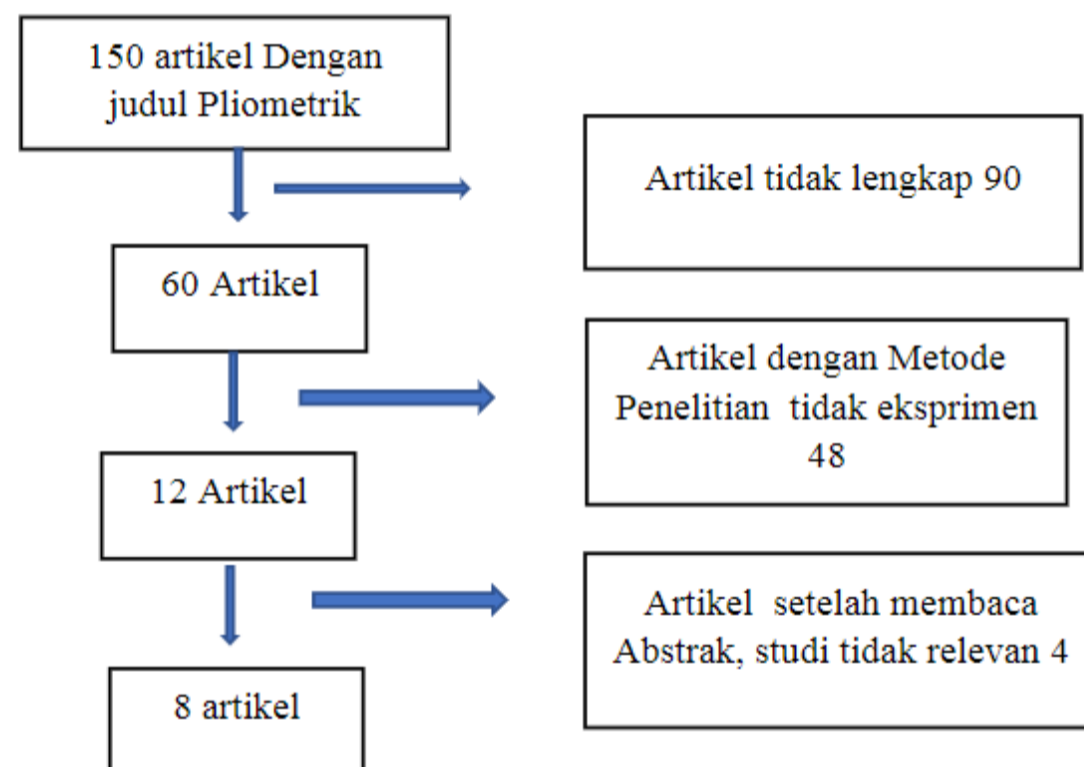 150 artikel Dengan
judul Pliometrik
Artikel tidak lengkap 90
60 Artikel
Artikel dengan Metode
Penelitian tidak eksprimen
48
12 Artikel
Artikel setelah membaca
Abstrak, studi tidak relevan 4
8 artikel